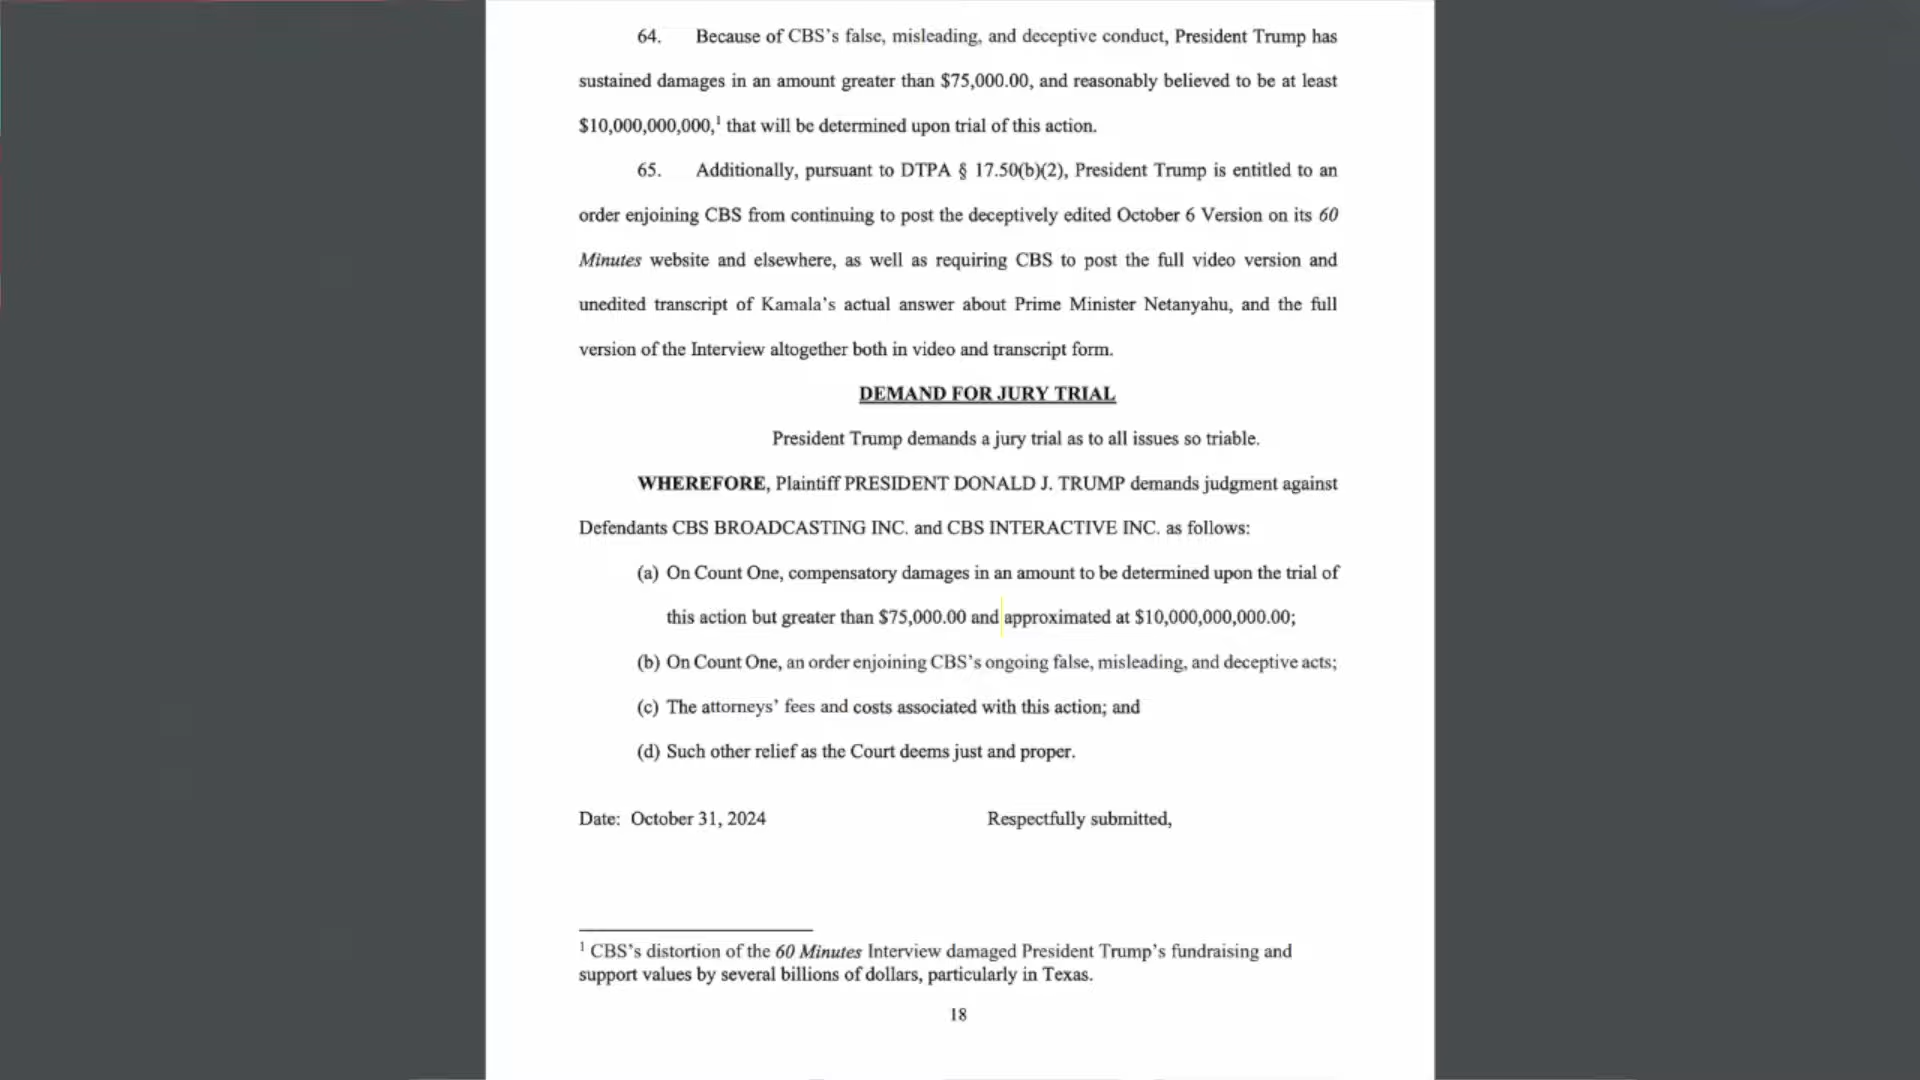 64. Because of CBS's false, misleading, and deceptive conduct, President Trump has
sustained damages in an amount greater than $75,000.00, and reasonably believed to be at least
$10,000,000,000,¹ that will be determined upon trial of this action.
65. Additionally, pursuant to DTPA § 17.50(b)(2), President Trump is entitled to an
order enjoining CBS from continuing to post the deceptively edited October 6 Version on its 60
Minutes website and elsewhere, as well as requiring CBS to post the full video version and
unedited transcript of Kamala's actual answer about Prime Minister Netanyahu, and the full
version of the Interview altogether both in video and transcript form.
DEMAND FOR JURY TRIAL
President Trump demands a jury trial as to all issues so triable.
WHEREFORE, Plaintiff PRESIDENT DONALD J. TRUMP demands judgment against
Defendants CBS BROADCASTING INC. and CBS INTERACTIVE INC. as follows:
(a) On Count One, compensatory damages in an amount to be determined upon the trial of
this action but greater than $75,000.00 and approximated at $10,000,000,000.00;
(b) On Count One, an order enjoining CBS's ongoing false, misleading, and deceptive acts;
(c) The attorneys' fees and costs associated with this action; and
(d) Such other relief as the Court deems just and proper.
Date: October 31, 2024 Respectfully submitted,
¹ CBS's distortion of the 60 Minutes Interview damaged President Trump's fundraising and
support values by several billions of dollars, particularly in Texas.
18